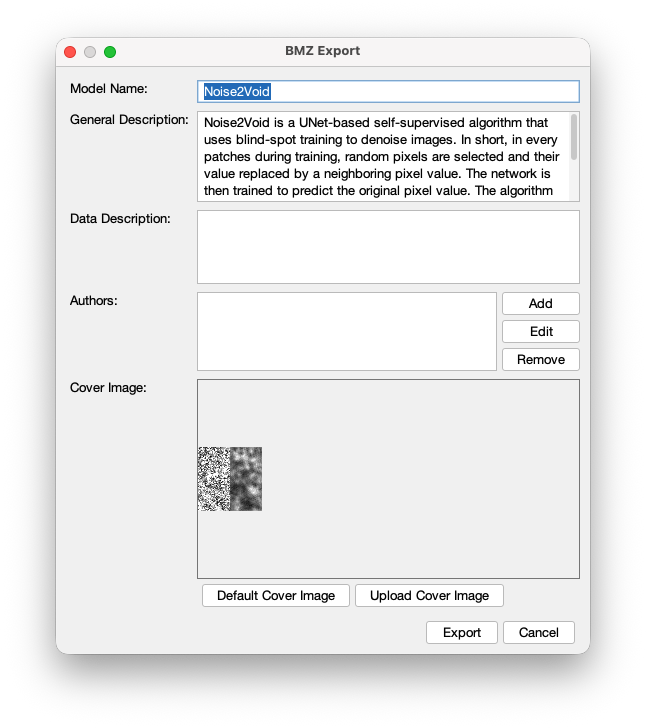 BMZ Export
Model Name:
Noise2Void
General Description:
Noise2Void is a UNet-based self-supervised algorithm that
uses blind-spot training to denoise images. In short, in every
patches during training, random pixels are selected and their
value replaced by a neighboring pixel value. The network is
then trained to predict the original pixel value. The algorithm
Data Description:
Authors:
Add
Edit
Remove
Cover Image:
Default Cover Image
Upload Cover Image
Export
Cancel